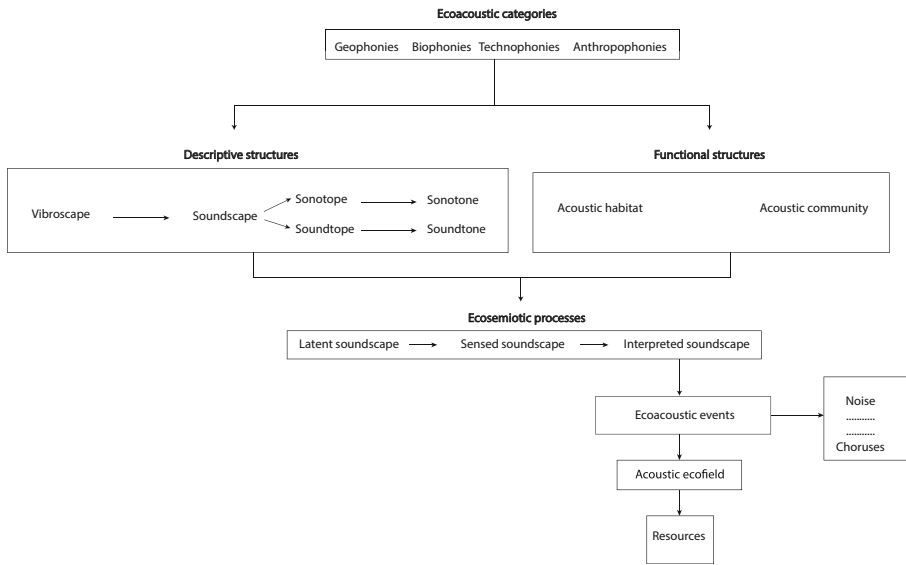 Ecoacoustic categories
Geophonies Biophonies Technophonies Anthropophonies
Descriptive structures
Vibroscape
Soundscape
Sonotope
Sonotone
Soundtope
Soundtone
Functional structures
Acoustic habitat
Acoustic community
Ecosemiotic processes
Latent soundscape
Sensed soundscape
Interpreted soundscape
Ecoacoustic events
Noise
...........
...........
Choruses
Acoustic ecofield
Resources